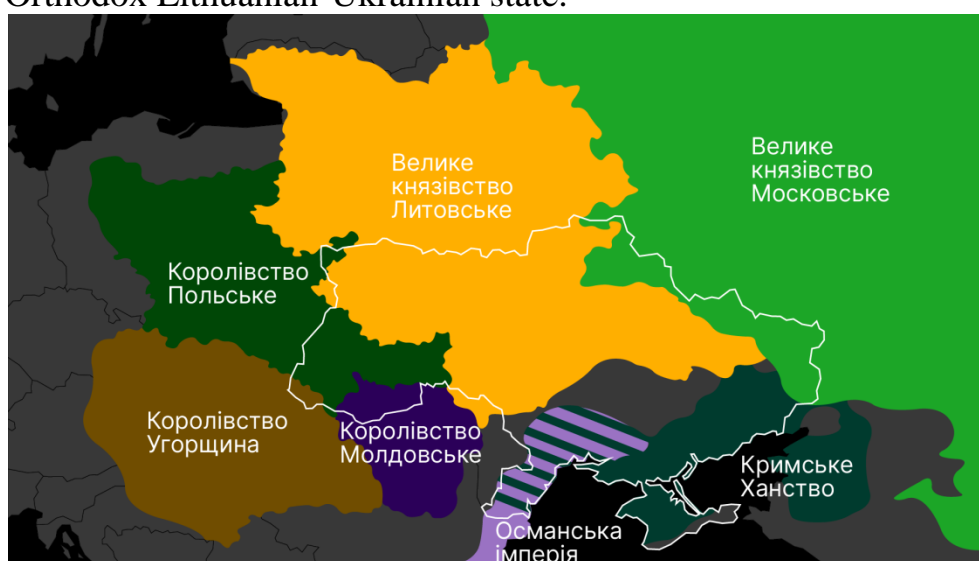 Orthodox Lithuanian-Ukrainian state.
Велике
князівство
Литовське
Велике
князівство
Московське
Королівство
Польське
Королівство
Угорщина
Королівство
Молдовське
Кримське
Ханство
Османська
імперія